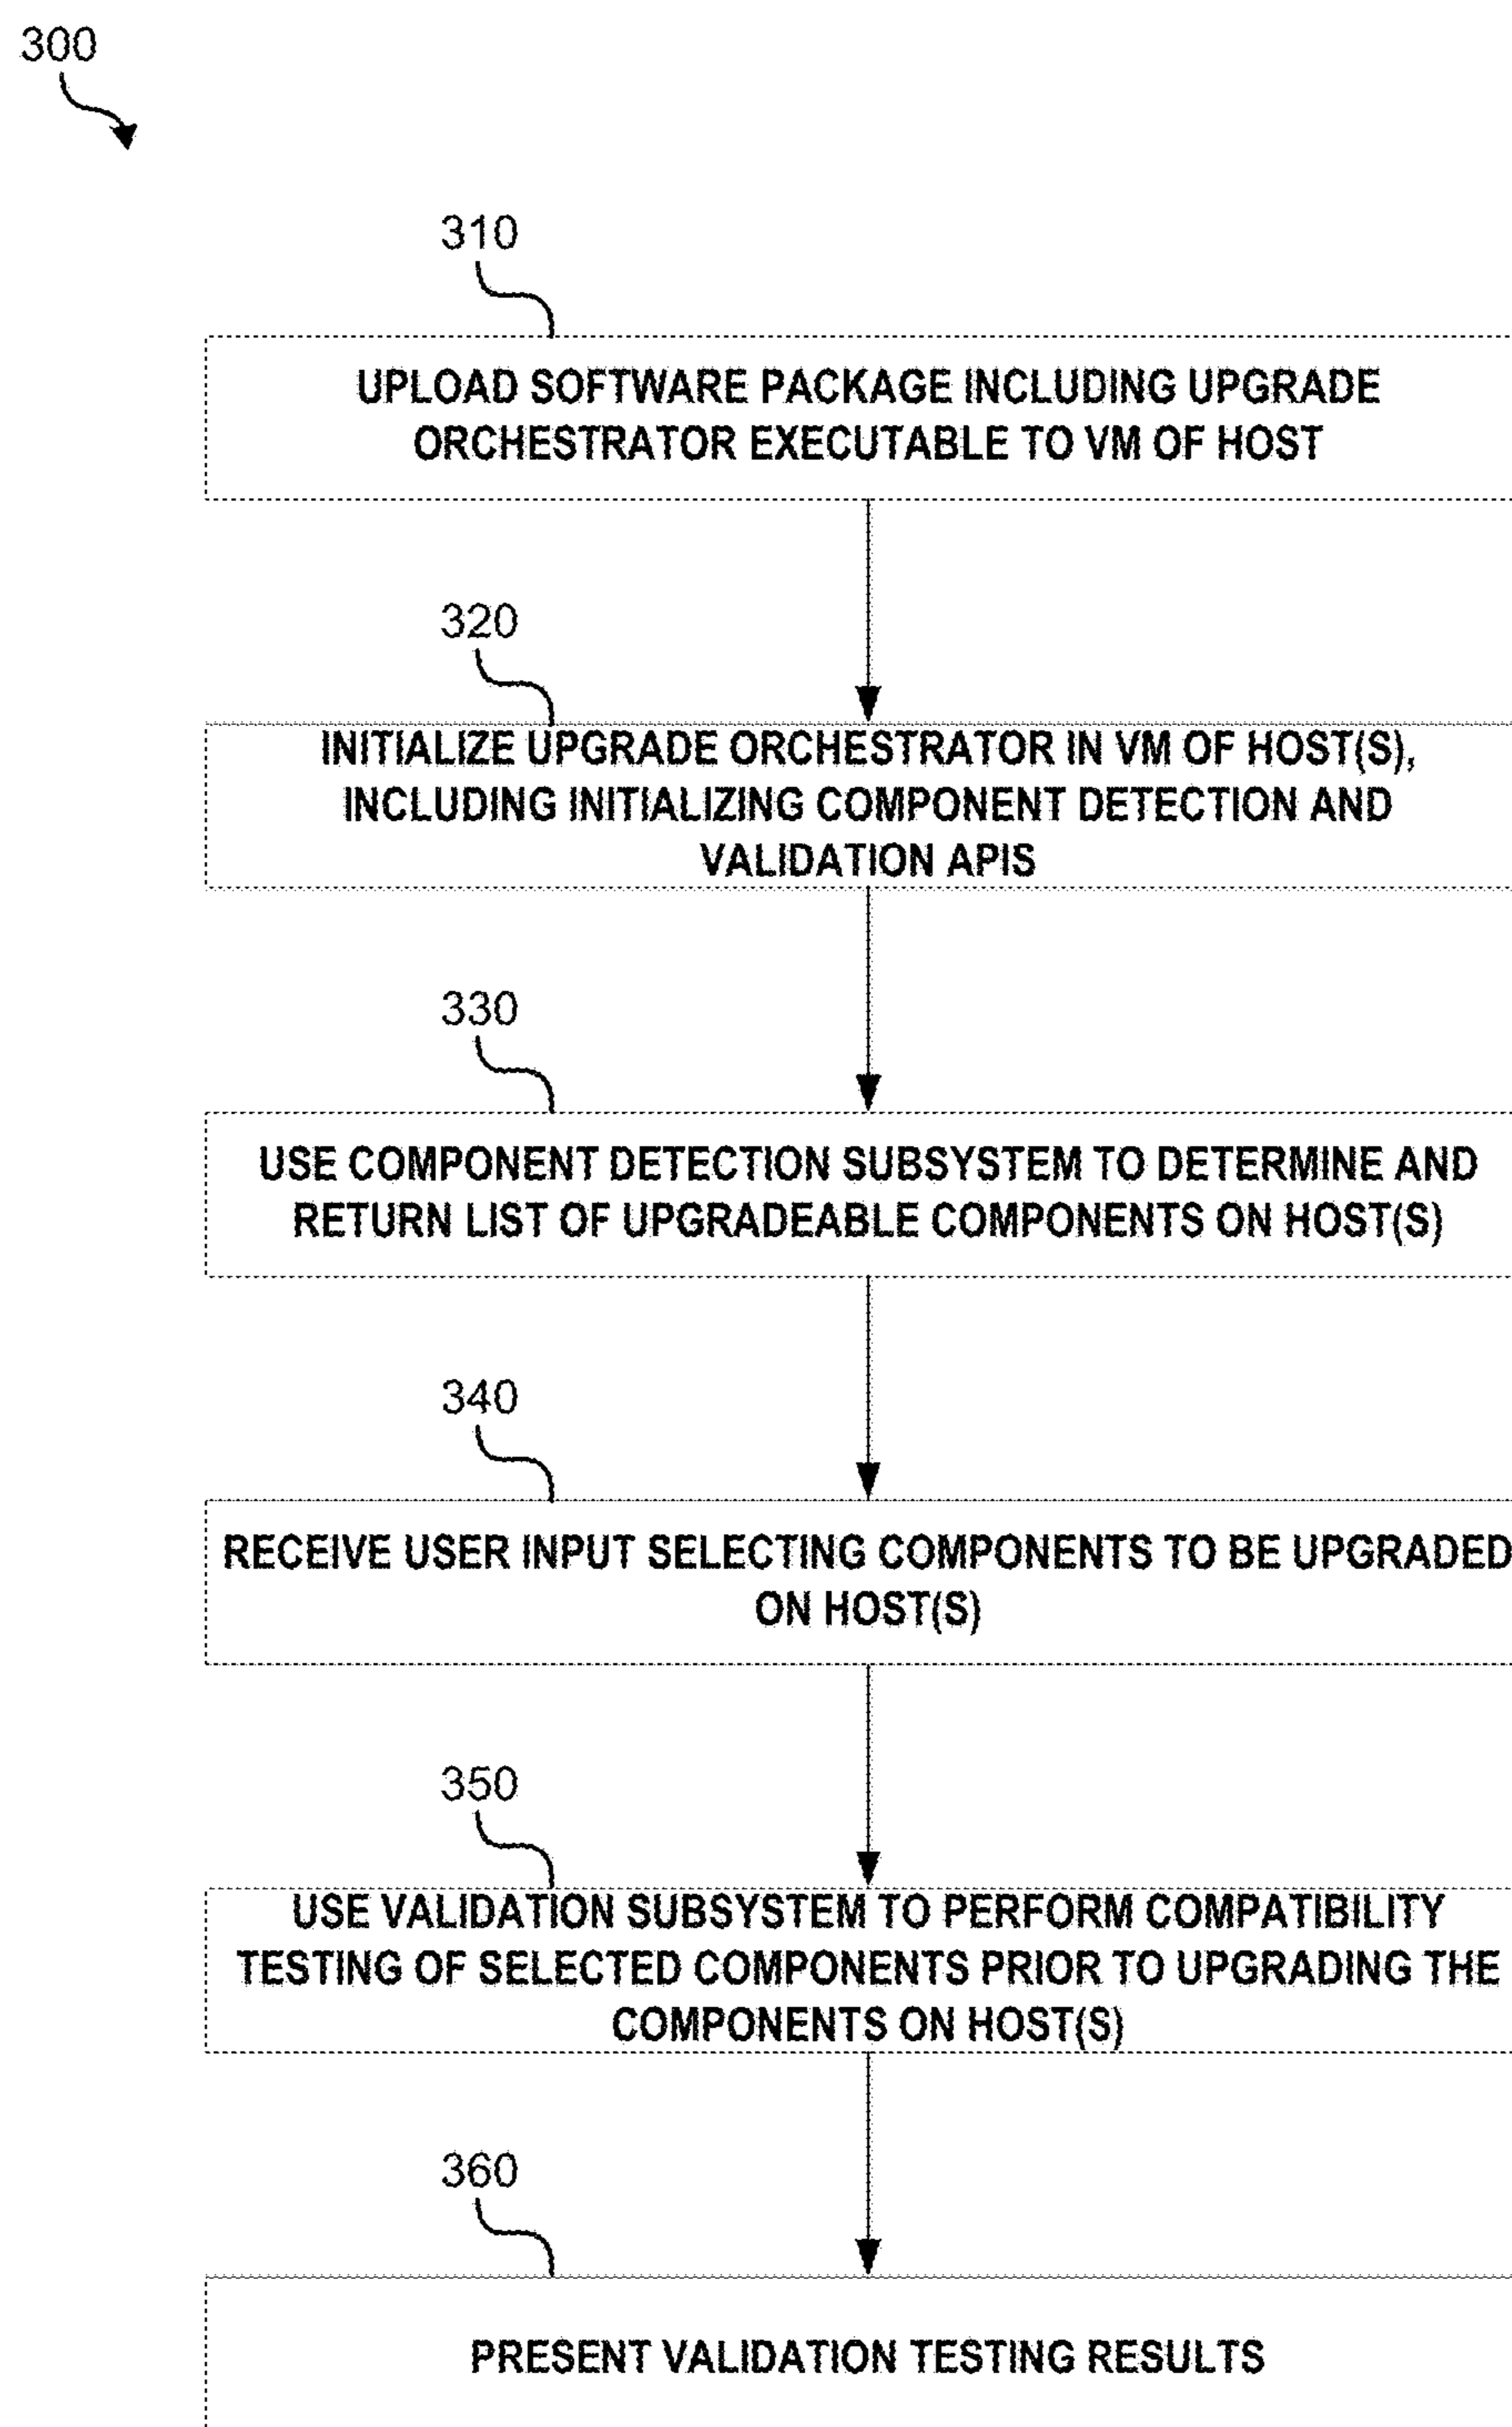 300
310
UPLOAD SOFTWARE PACKAGE INCLUDING UPGRADE
ORCHESTRATOR EXECUTABLE TO VM OF HOST
320
INITIALIZE UPGRADE ORCHESTRATOR IN VM OF HOST(S),
INCLUDING INITIALIZING COMPONENT DETECTION AND
VALIDATION APIS
330
USE COMPONENT DETECTION SUBSYSTEM TO DETERMINE AND
RETURN LIST OF UPGRADEABLE COMPONENTS ON HOST(S)
340
RECEIVE USER INPUT SELECTING COMPONENTS TO BE UPGRADED
ON HOST(S)
350
USE VALIDATION SUBSYSTEM TO PERFORM COMPATIBILITY
TESTING OF SELECTED COMPONENTS PRIOR TO UPGRADING THE
COMPONENTS ON HOST(S)
360
PRESENT VALIDATION TESTING RESULTS